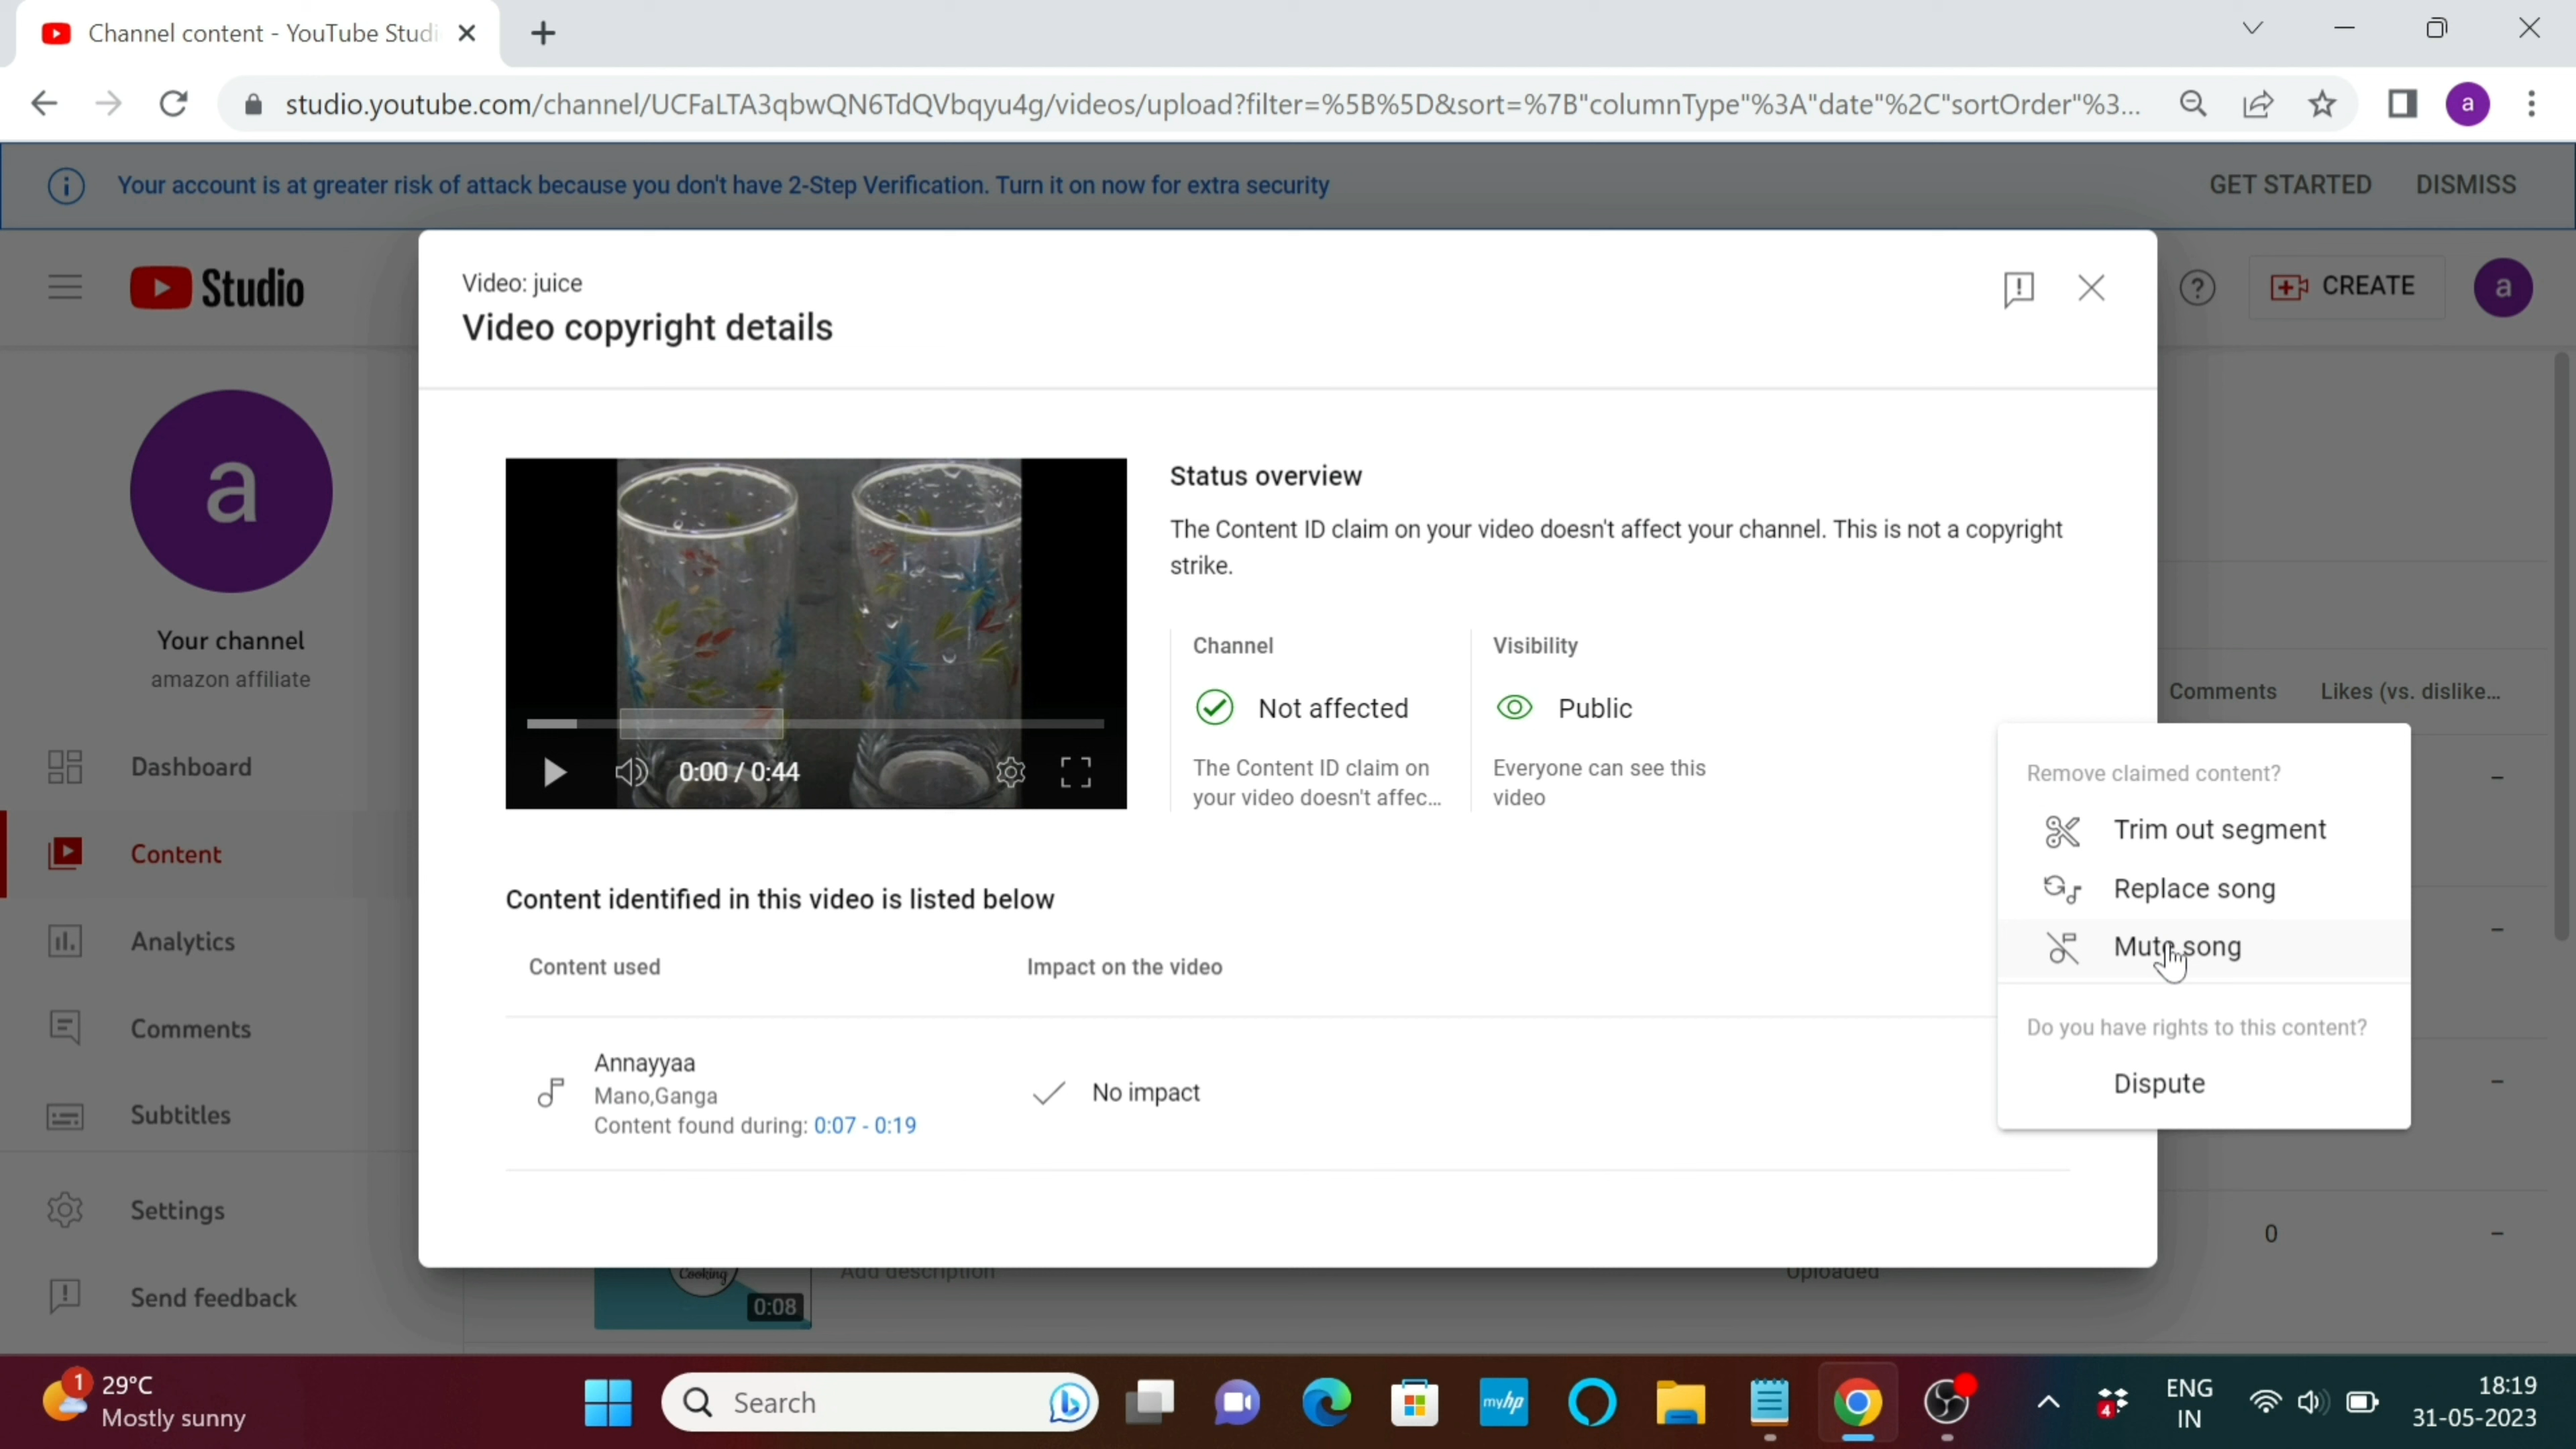 Channel content - YouTube Studi
studio.youtube.com/channel/UCFaLTA3qbwQN6TdQVbqyu4g/videos/upload?filter=%5B%5D&sort=%7B"columnType"%3A"date"%2C"sortOrder"%3...
a
Your account is at greater risk of attack because you don't have 2-Step Verification. Turn it on now for extra security
GET STARTED
DISMISS
Studio
CREATE
a
Video: juice
Video copyright details
a
Your channel
amazon affiliate
Dashboard
Content
Analytics
Comments
Subtitles
Settings
Send feedback
0:00 / 0:44
Status overview
The Content ID claim on your video doesn't affect your channel. This is not a copyright
strike.
Channel
Not affected
The Content ID claim on
your video doesn't affec...
Visibility
Public
Everyone can see this
video
Comments
Likes (vs. dislike...
–
–
–
0
–
Remove claimed content?
Trim out segment
Replace song
Mute song
Do you have rights to this content?
Dispute
Content identified in this video is listed below
Content used
Impact on the video
Annayyaa
Mano,Ganga
Content found during: 0:07 - 0:19
No impact
Cooking
0:08
Add description
Uploaded
1
29°C
Mostly sunny
Search
myhp
4
ENG
IN
18:19
31-05-2023